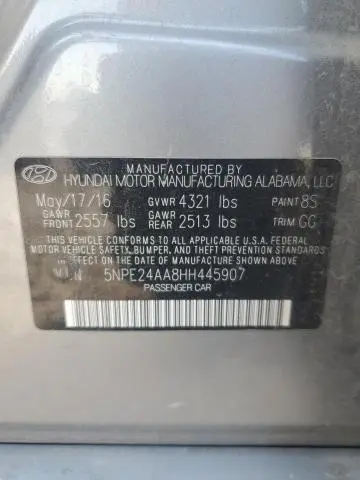 MANUFACTURED BY
HYUNDAI MOTOR MANUFACTURING ALABAMA, LLC
May/17/16 GVWR 4321 lbs PAINT 8S
GAWR FRONT 2557 lbs GAWR REAR 2513 lbs TRIM GC
THIS VEHICLE CONFORMS TO ALL APPLICABLE U.S.A. FEDERAL
MOTOR VEHICLE SAFETY, BUMPER, AND THEFT PREVENTION
STANDARDS IN EFFECT ON THE DATE OF MANUFACTURE SHOWN ABOVE.
V.I.N. 5NPE24AA8HH445907
PASSENGER CAR